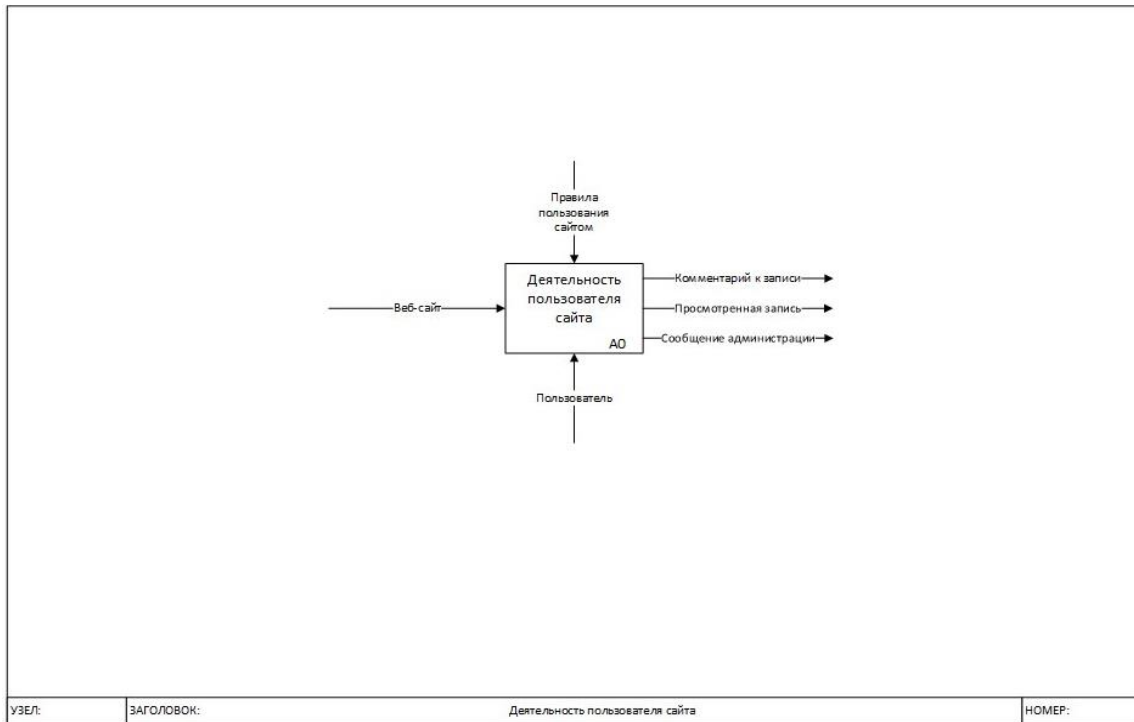 Правила
пользования
сайтом
Деятельность
пользователя
сайта
A0
Веб-сайт
Комментарий к записи
Просмотренная запись
Сообщение администрации
Пользователь
УЗЕЛ:
ЗАГОЛОВОК:
Деятельность пользователя сайта
НОМЕР: